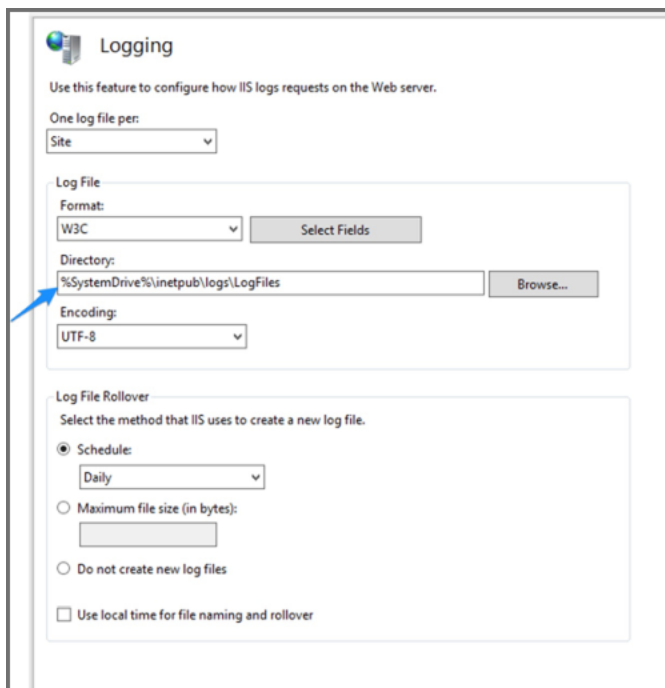 Logging
Use this feature to configure how IIS logs requests on the Web server.
One log file per:
Site
Log File
Format:
W3C
Select Fields
Directory:
%SystemDrive%\inetpub\logs\LogFiles
Browse...
Encoding:
UTF-8
Log File Rollover
Select the method that IIS uses to create a new log file.
Schedule:
Daily
Maximum file size (in bytes):
Do not create new log files
Use local time for file naming and rollover